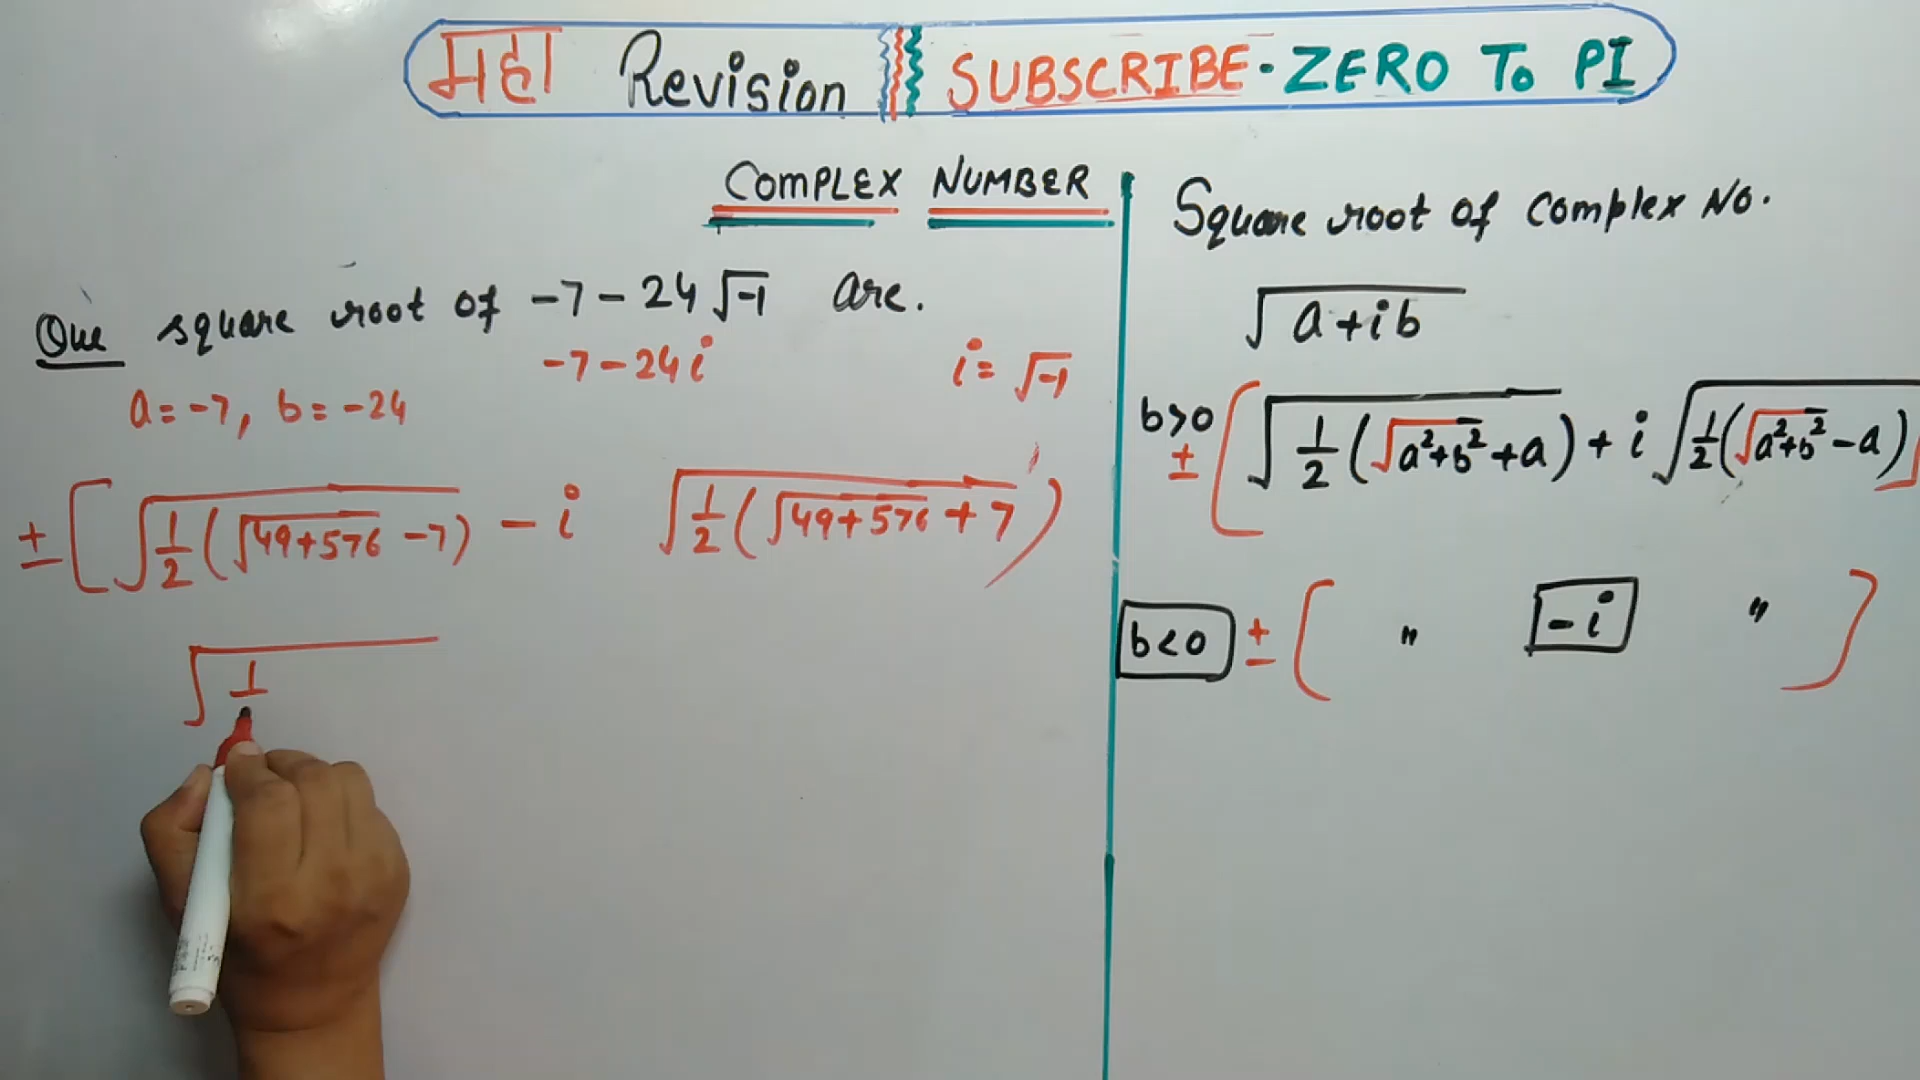 महा Revision SUBSCRIBE - ZERO TO PI
COMPLEX NUMBER
Que square root of -7 - 24√-1 are.
-7 - 24i i = √-1
a = -7, b = -24
± [√(1/2(√(49+576) - 7)) - i √(1/2(√(49+576) + 7))]
√1
Square root of complex No.
√(a + ib)
b>0 ± [√(1/2(√(a²+b²) + a)) + i √(1/2(√(a²+b²) - a))]
b<0 ± ( " -i " )